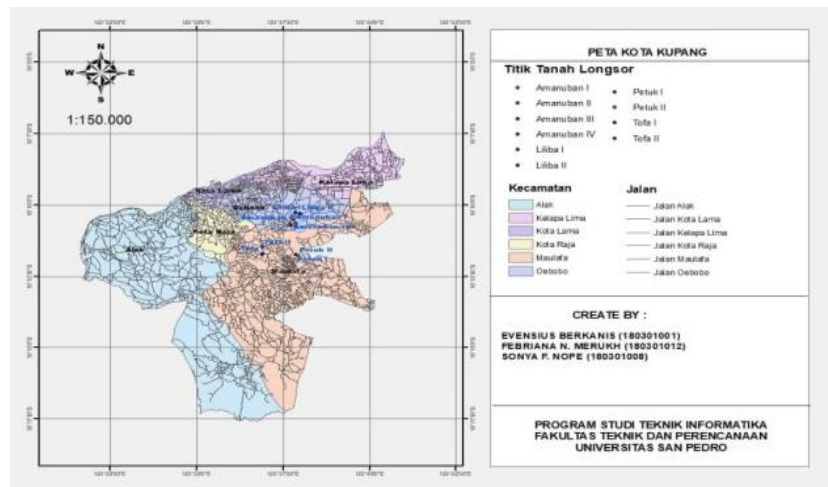 N
W E
S
1:150.000
Kota Lama
Kelapa Lima
Oebobo
Kota Raja
Alak
Petuk II
Maulafa
PETA KOTA KUPANG
Titik Tanah Longsor
Amanuban I
Amanuban II
Amanuban III
Amanuban IV
Liliba I
Liliba II
Petuk I
Petuk II
Tofa I
Tofa II
Kecamatan
Alak
Kelapa Lima
Kota Lama
Kota Raja
Maulafa
Oebobo
Jalan
Jalan Alak
Jalan Kota Lama
Jalan Kelapa Lima
Jalan Kota Raja
Jalan Maulafa
Jalan Oebobo
CREATE BY :
EVENSIUS BERKANIS (180301001)
FEBRIANA N. MERUKH (180301012)
SONYA F. NOPE (180301008)
PROGRAM STUDI TEKNIK INFORMATIKA
FAKULTAS TEKNIK DAN PERENCANAAN
UNIVERSITAS SAN PEDRO